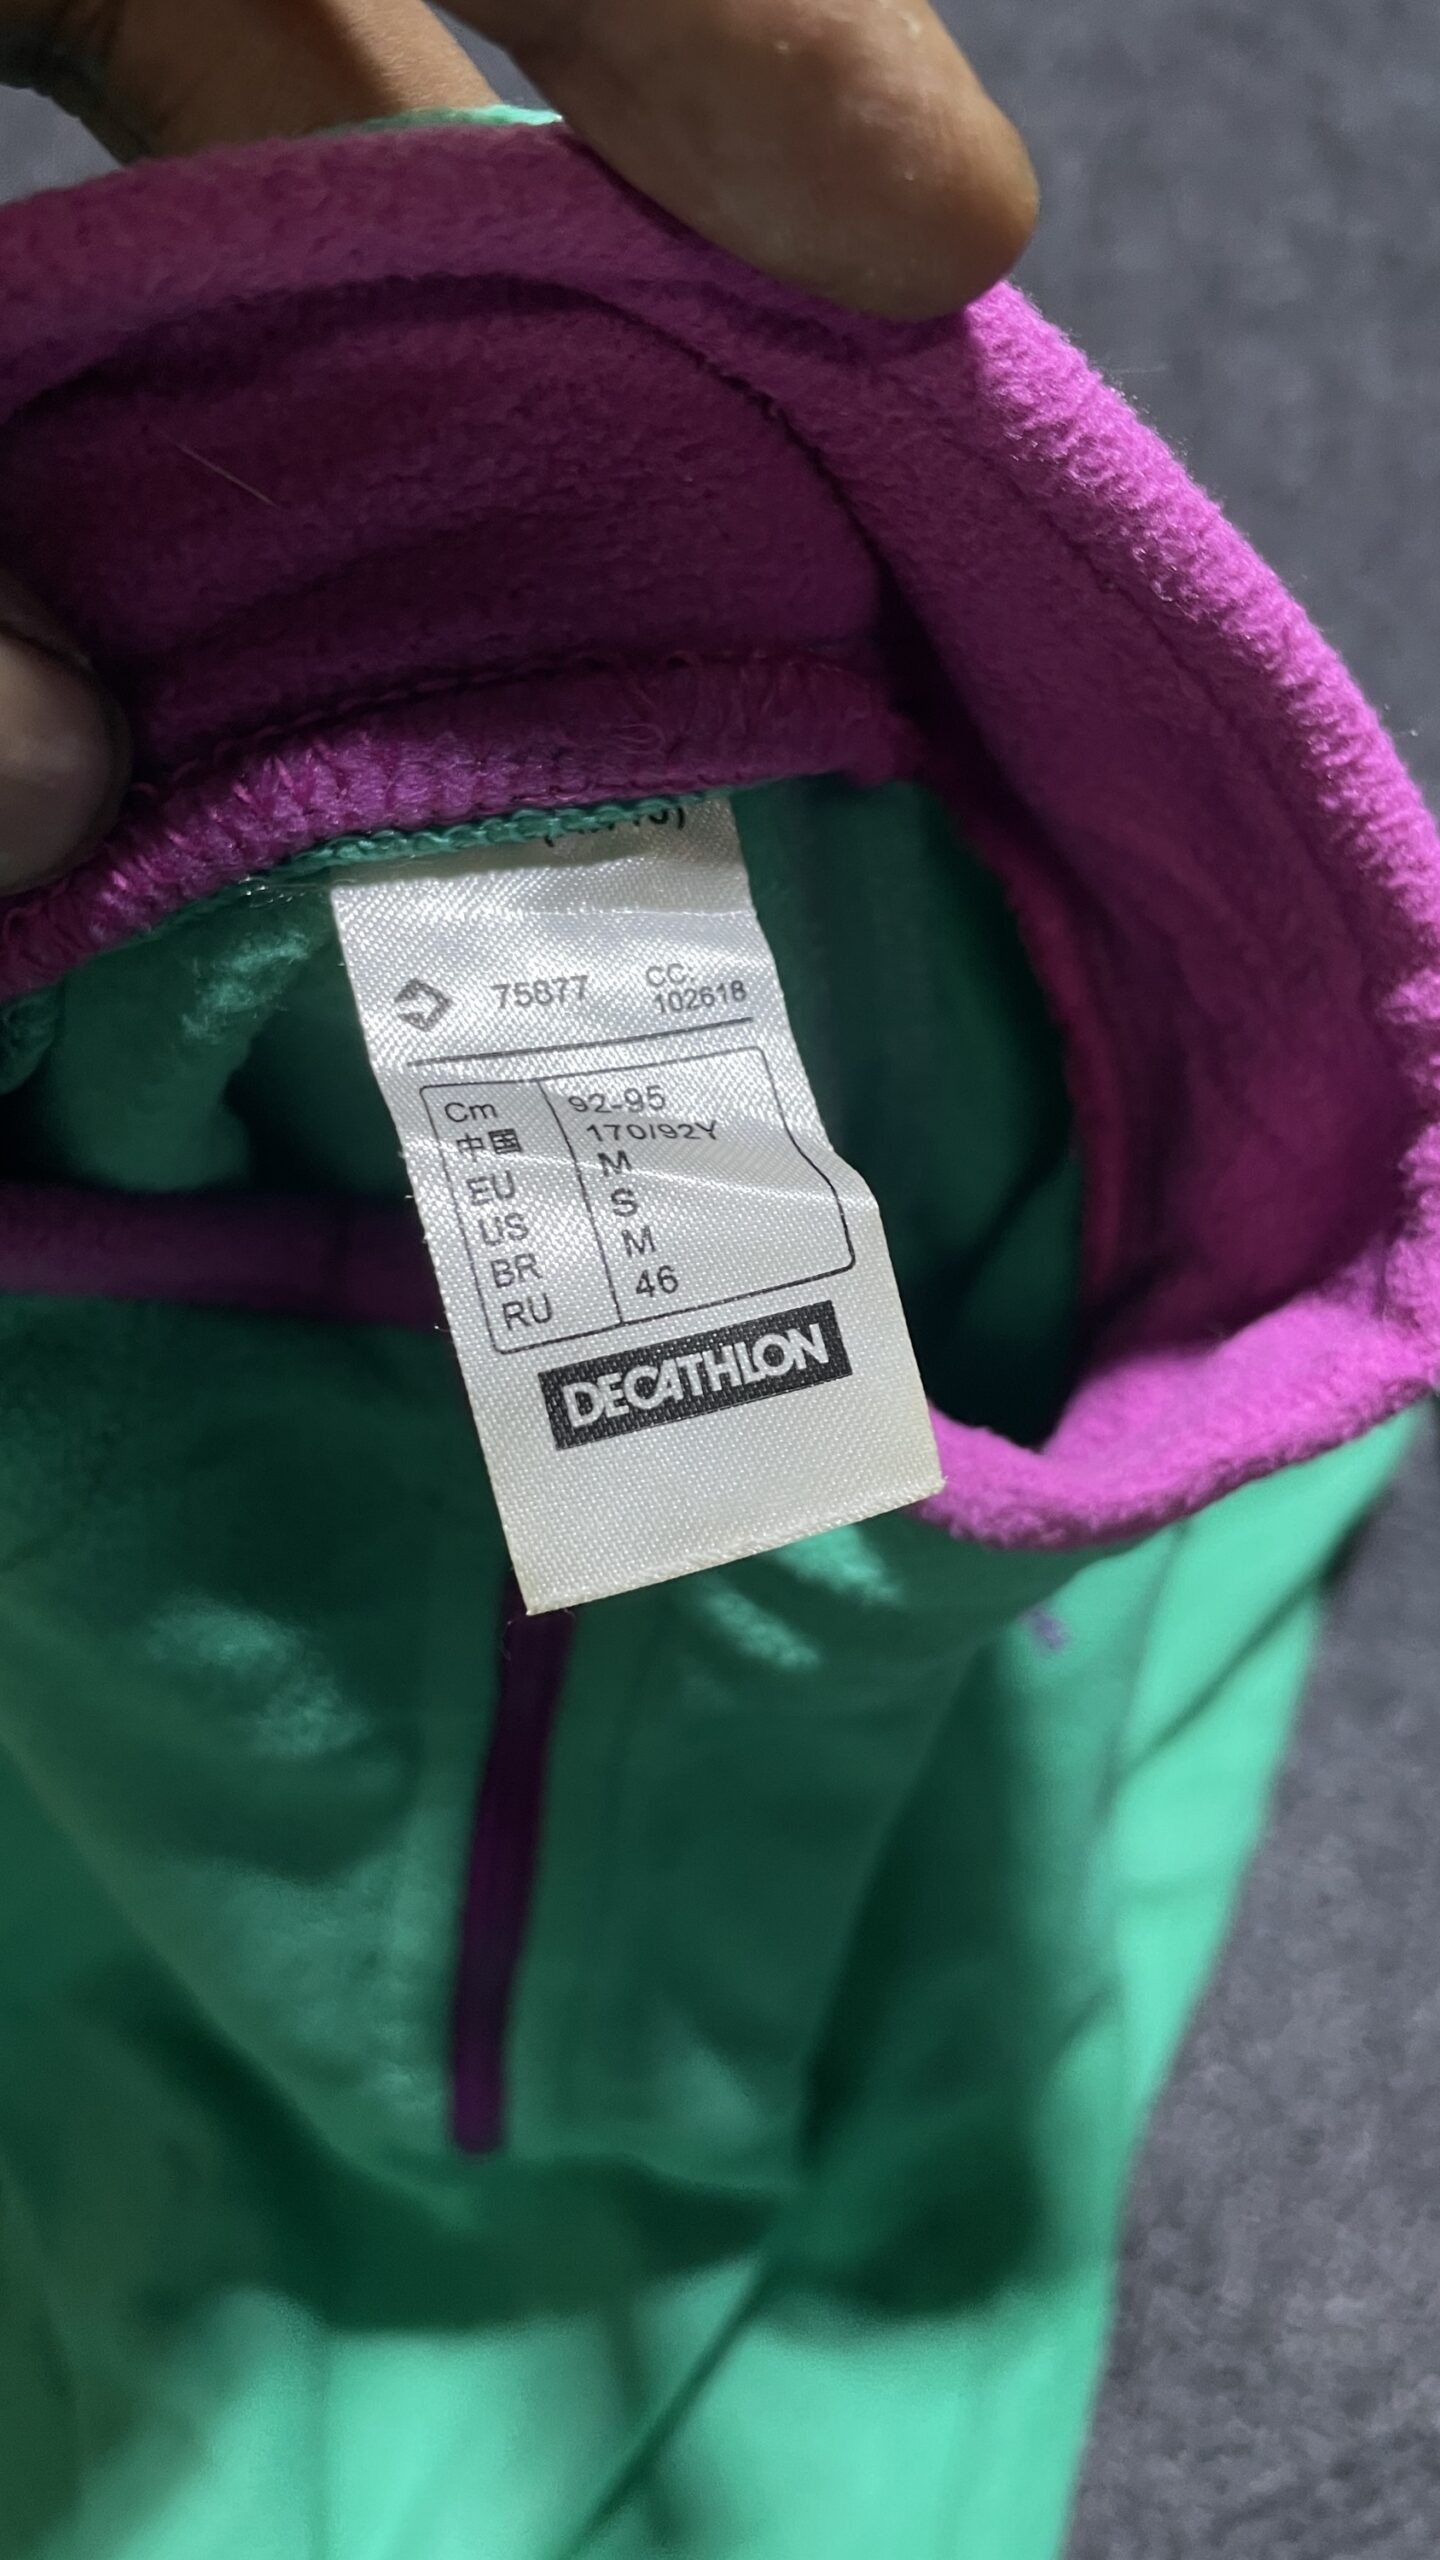 75877 CC:
102618
Cm 92-95
中国 170/92Y
EU M
US S
BR M
RU 46
DECATHLON